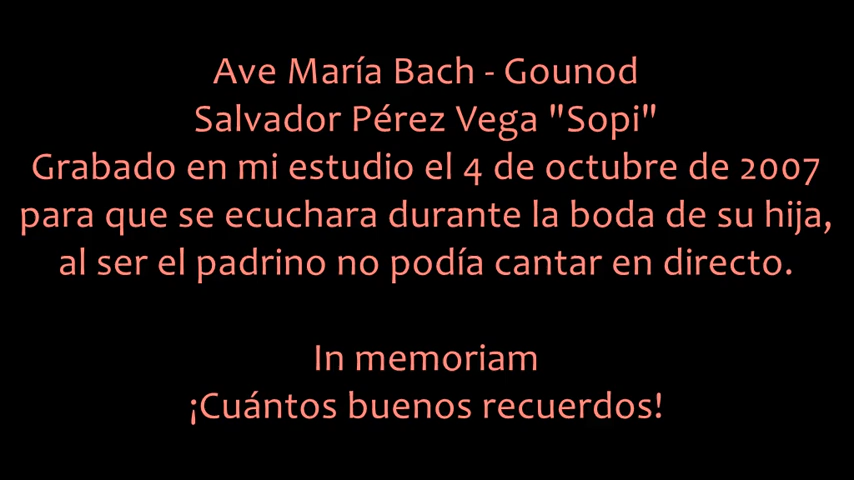 Ave María Bach - Gounod
Salvador Pérez Vega "Sopi"
Grabado en mi estudio el 4 de octubre de 2007
para que se ecuchara durante la boda de su hija,
al ser el padrino no podía cantar en directo.
In memoriam
¡Cuántos buenos recuerdos!